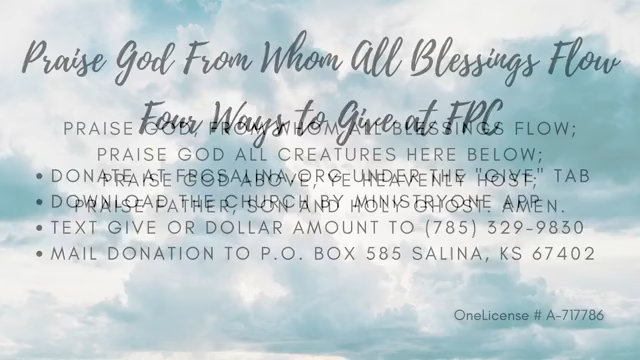 Praise God From Whom All Blessings Flow
Four Ways to Give at FPC
PRAISE GOD, FROM WHOM ALL BLESSINGS FLOW;
PRAISE GOD ALL CREATURES HERE BELOW;
• DONATE AT FPCSALINA.ORG UNDER THE "GIVE" TAB
PRAISE GOD ABOVE, YE HEAVENLY HOST;
• DOWNLOAD THE CHURCH BY MINISTRYONE APP
PRAISE FATHER, SON AND HOLY GHOST. AMEN.
• TEXT GIVE OR DOLLAR AMOUNT TO (785) 329-9830
• MAIL DONATION TO P.O. BOX 585 SALINA, KS 67402
OneLicense # A-717786